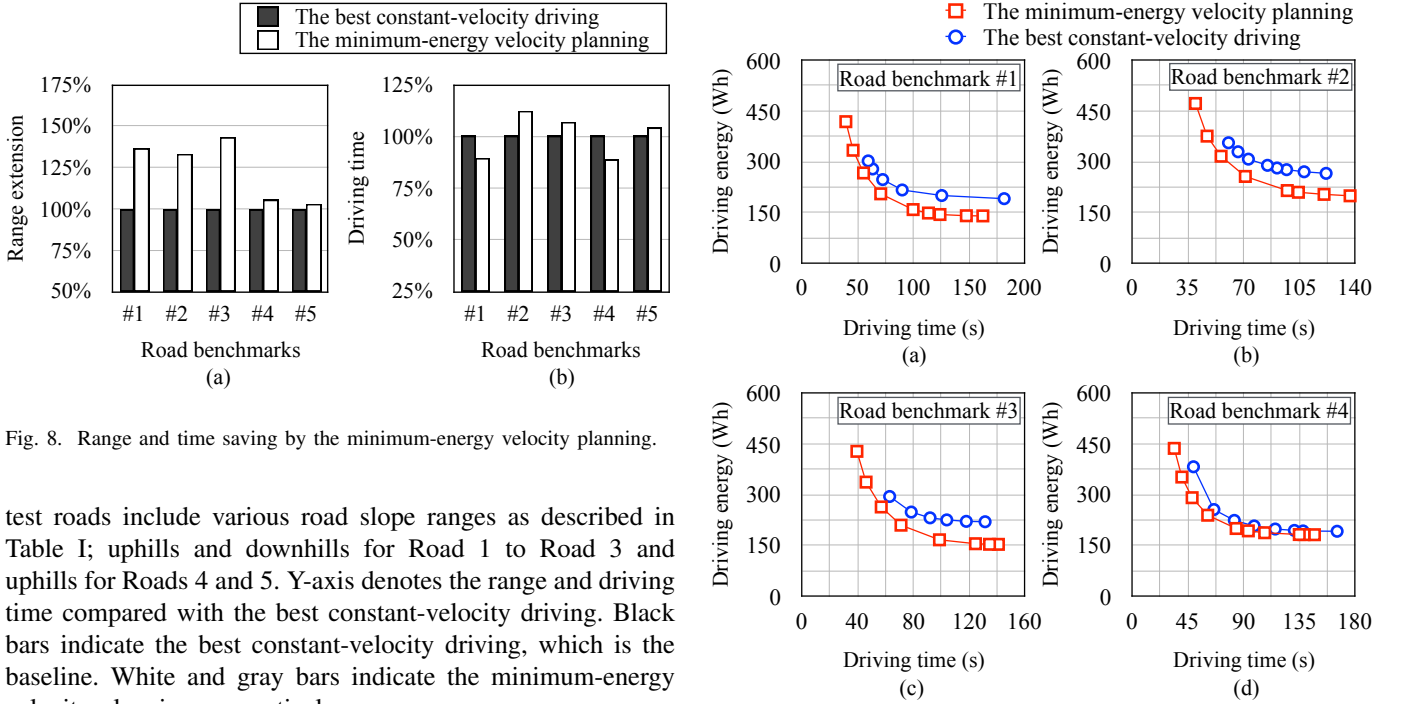 The best constant-velocity driving
The minimum-energy velocity planning
175%
150%
125%
100%
75%
50%
Range extension
#1 #2 #3 #4 #5
Road benchmarks
(a)
125%
100%
75%
50%
25%
Driving time
#1 #2 #3 #4 #5
Road benchmarks
(b)
Fig. 8. Range and time saving by the minimum-energy velocity planning.
test roads include various road slope ranges as described in
Table I; uphills and downhills for Road 1 to Road 3 and
uphills for Roads 4 and 5. Y-axis denotes the range and driving
time compared with the best constant-velocity driving. Black
bars indicate the best constant-velocity driving, which is the
baseline. White and gray bars indicate the minimum-energy
The minimum-energy velocity planning
The best constant-velocity driving
600
450
300
150
0
Driving energy (Wh)
Road benchmark #1
0 50 100 150 200
Driving time (s)
(a)
600
450
300
150
0
Driving energy (Wh)
Road benchmark #2
0 35 70 105 140
Driving time (s)
(b)
600
450
300
150
0
Driving energy (Wh)
Road benchmark #3
0 40 80 120 160
Driving time (s)
(c)
600
450
300
150
0
Driving energy (Wh)
Road benchmark #4
0 45 90 135 180
Driving time (s)
(d)